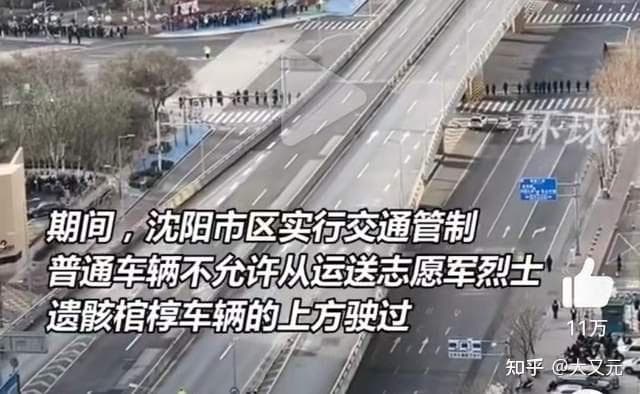 环球网
期间，沈阳市区实行交通管制
普通车辆不允许从运送志愿军烈士
遗骸棺椁车辆的上方驶过
11万
知乎 @大又元